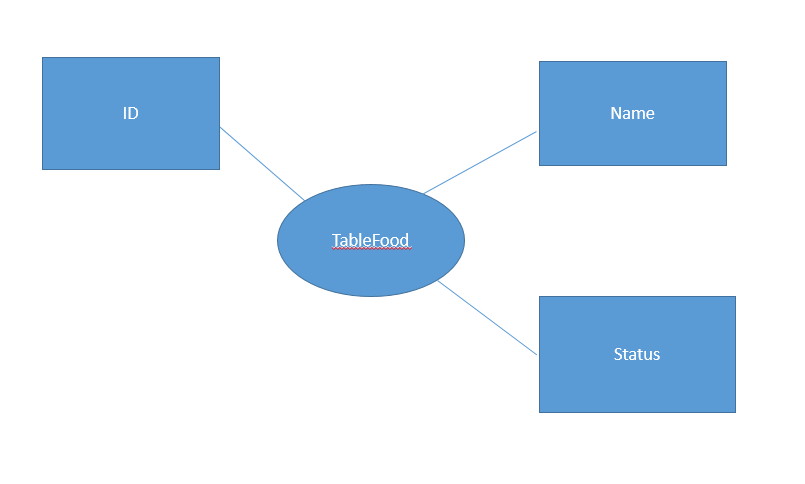 ID
Name
TableFood
Status